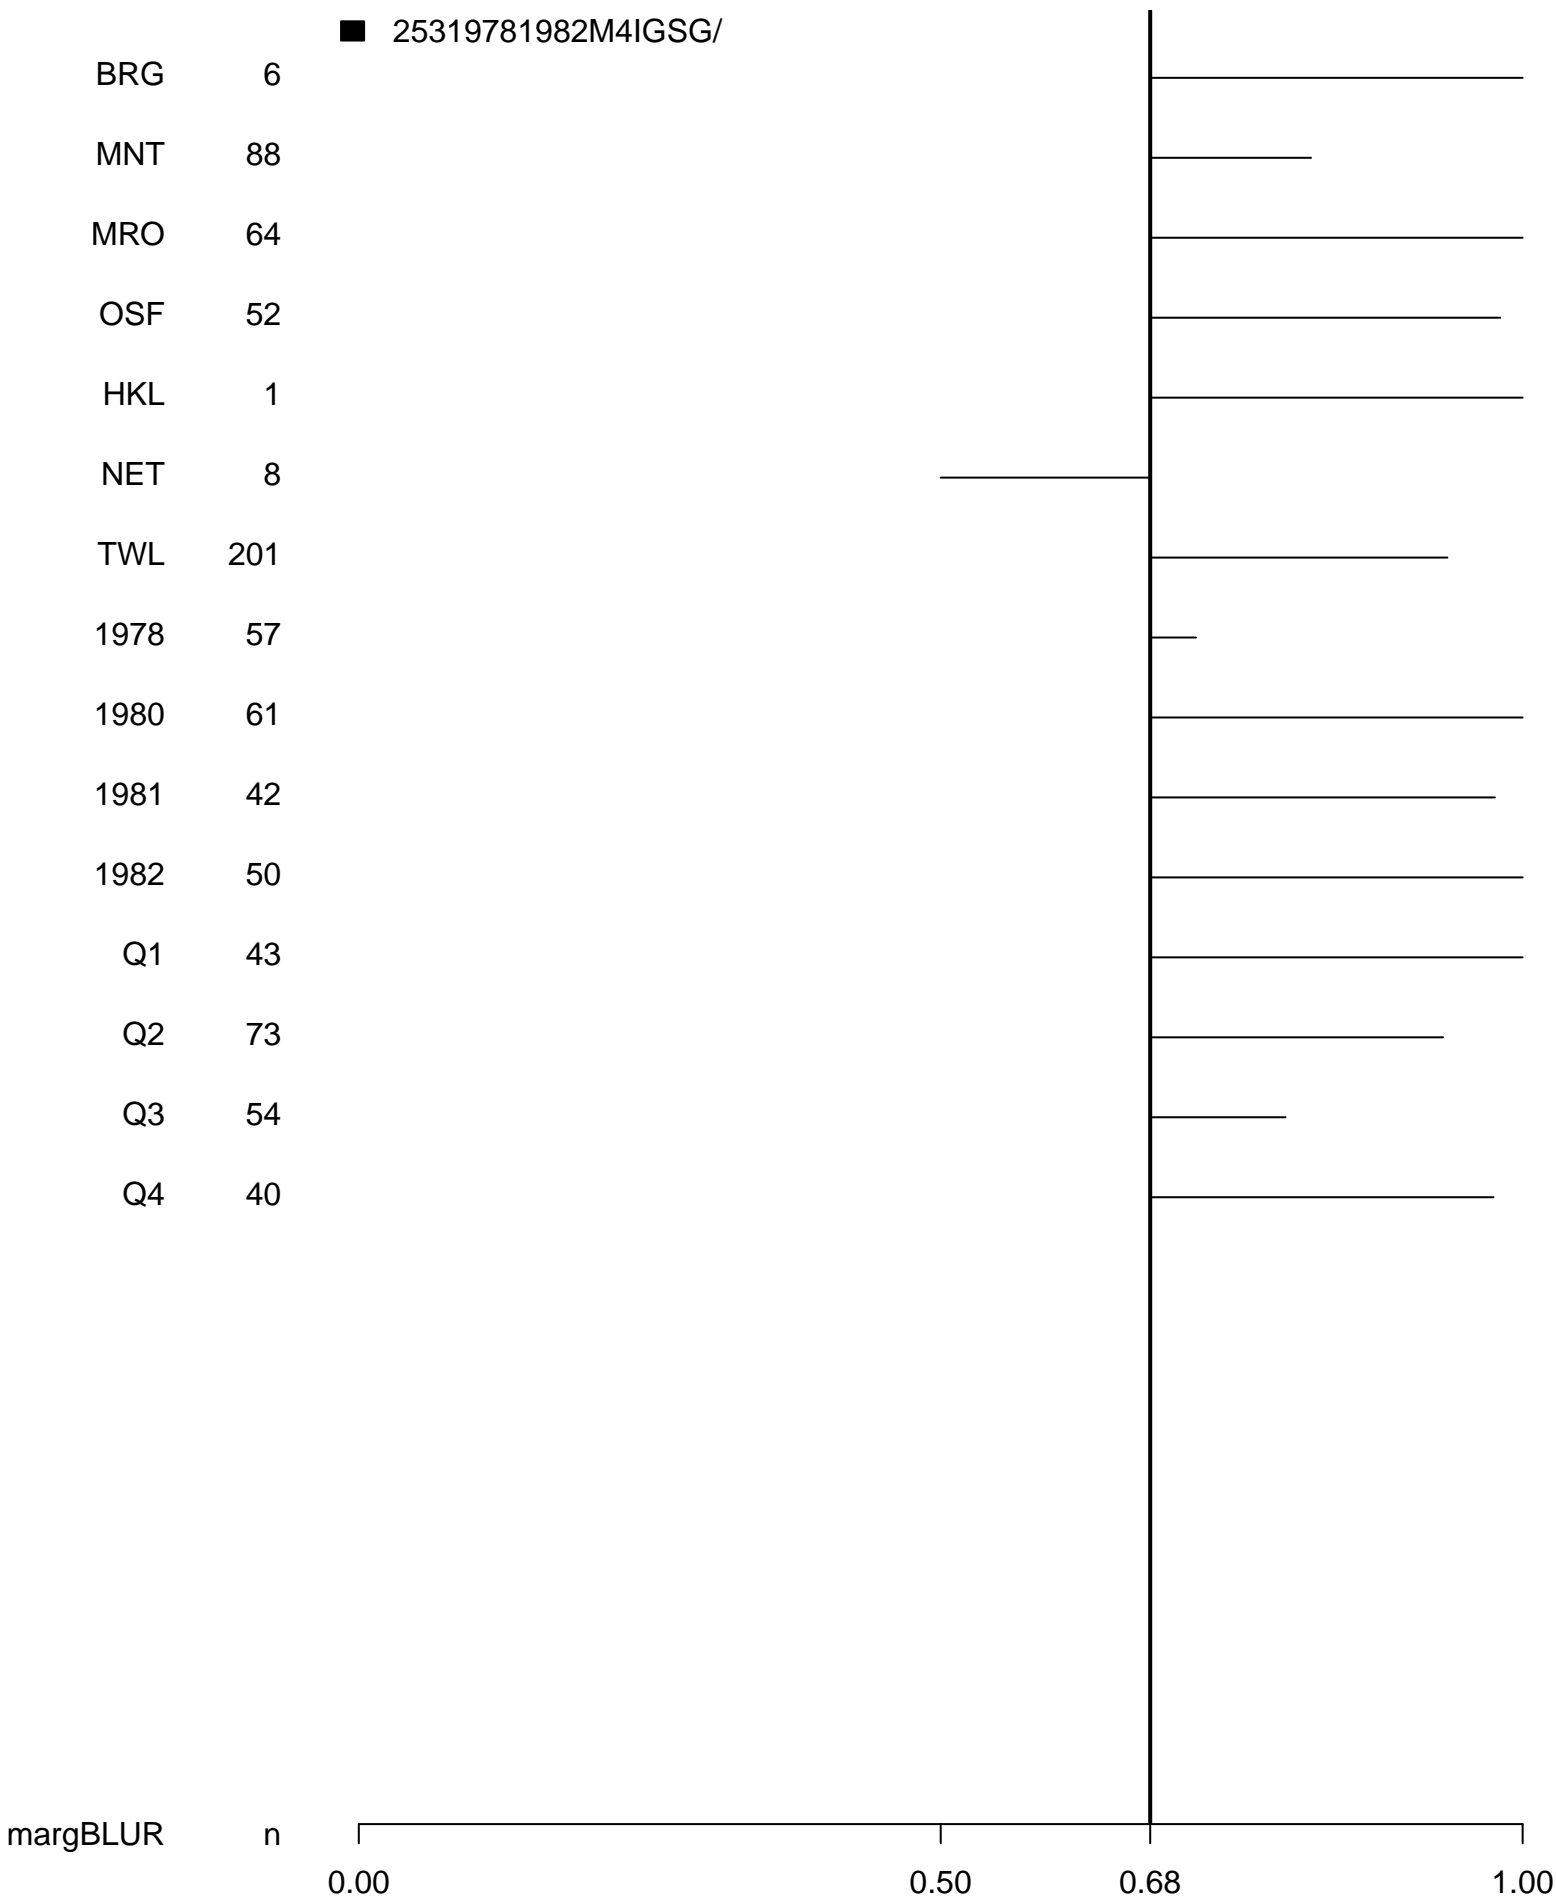 25319781982M4IGSG/
BRG 6
MNT 88
MRO 64
OSF 52
HKL 1
NET 8
TWL 201
1978 57
1980 61
1981 42
1982 50
Q1 43
Q2 73
Q3 54
Q4 40
margBLUR n
0.00 0.50 0.68 1.00